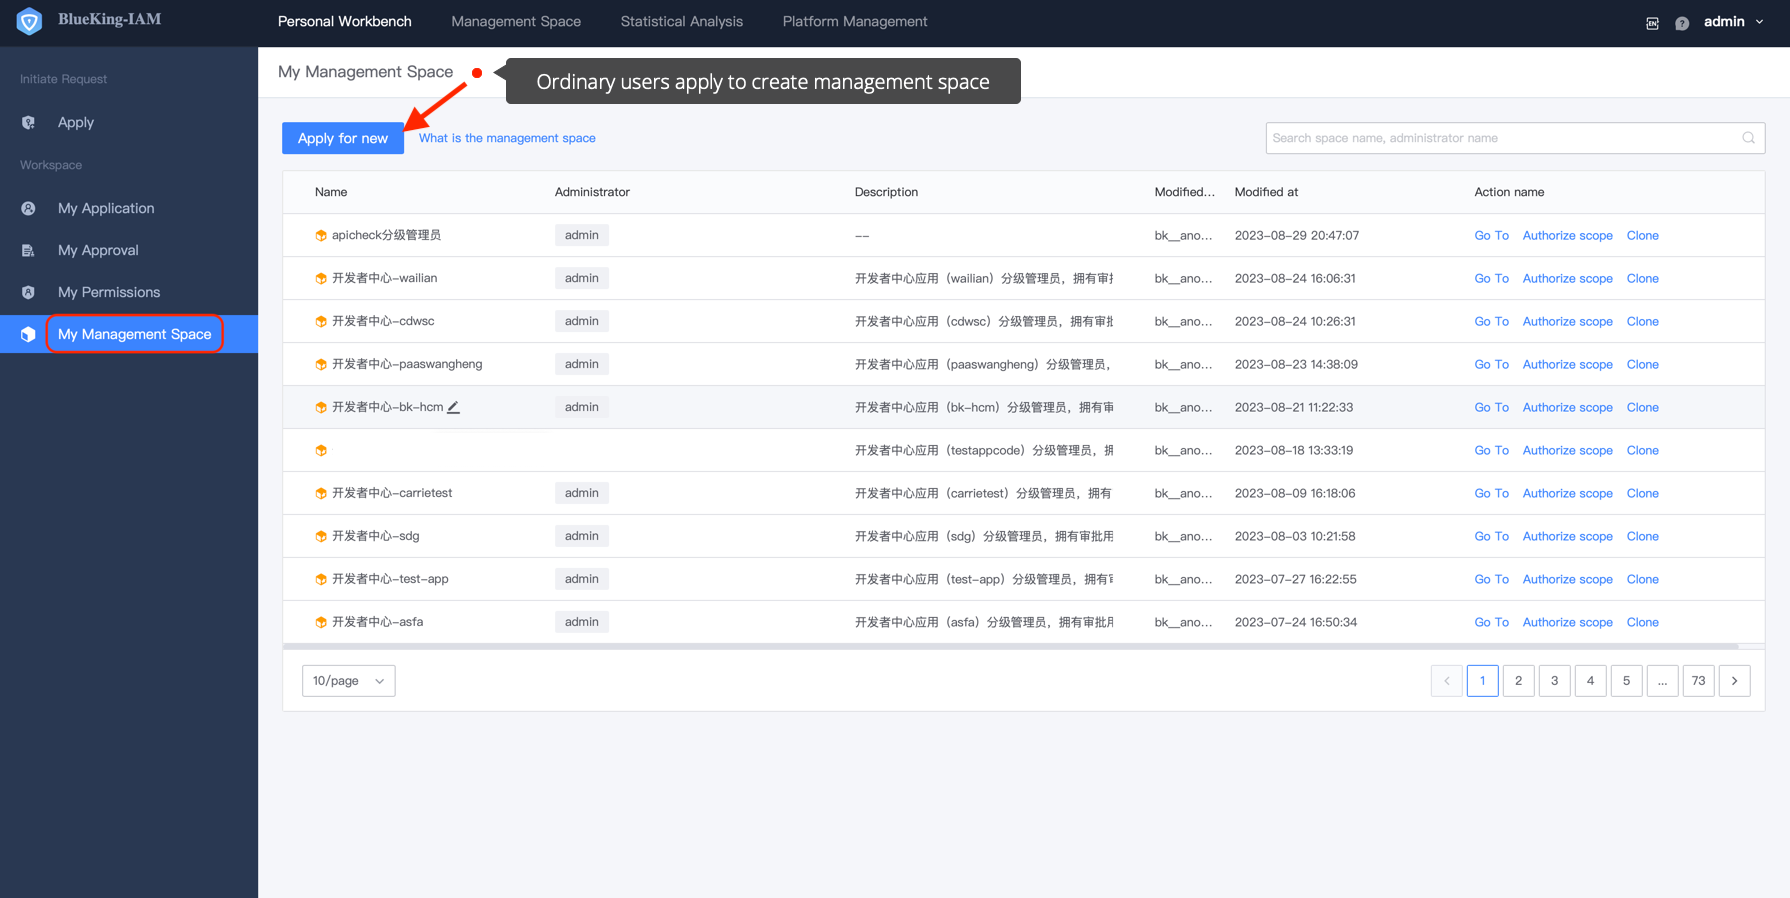 BlueKing-IAM
Personal Workbench Management Space Statistical Analysis Platform Management
EN ? admin
Initiate Request
Apply
Workspace
My Application
My Approval
My Permissions
My Management Space
My Management Space
Ordinary users apply to create management space
Apply for new What is the management space
Search space name, administrator name
Name Administrator Description Modified... Modified at Action name
apicheck分级管理员 admin -- bk__ano... 2023-08-29 20:47:07 Go To Authorize scope Clone
开发者中心-wailian admin 开发者中心应用（wailian）分级管理员，拥有审 bk__ano... 2023-08-24 16:06:31 Go To Authorize scope Clone
开发者中心-cdwsc admin 开发者中心应用（cdwsc）分级管理员，拥有审批 bk__ano... 2023-08-24 10:26:31 Go To Authorize scope Clone
开发者中心-paaswangheng admin 开发者中心应用（paaswangheng）分级管理员， bk__ano... 2023-08-23 14:38:09 Go To Authorize scope Clone
开发者中心-bk-hcm admin 开发者中心应用（bk-hcm）分级管理员，拥有审 bk__ano... 2023-08-21 11:22:33 Go To Authorize scope Clone
开发者中心应用（testappcode）分级管理员，拥 bk__ano... 2023-08-18 13:33:19 Go To Authorize scope Clone
开发者中心-carrietest admin 开发者中心应用（carrietest）分级管理员，拥有 bk__ano... 2023-08-09 16:18:06 Go To Authorize scope Clone
开发者中心-sdg admin 开发者中心应用（sdg）分级管理员，拥有审批用 bk__ano... 2023-08-03 10:21:58 Go To Authorize scope Clone
开发者中心-test-app admin 开发者中心应用（test-app）分级管理员，拥有 bk__ano... 2023-07-27 16:22:55 Go To Authorize scope Clone
开发者中心-asfa admin 开发者中心应用（asfa）分级管理员，拥有审批用 bk__ano... 2023-07-24 16:50:34 Go To Authorize scope Clone
10/page 1 2 3 4 5 ... 73